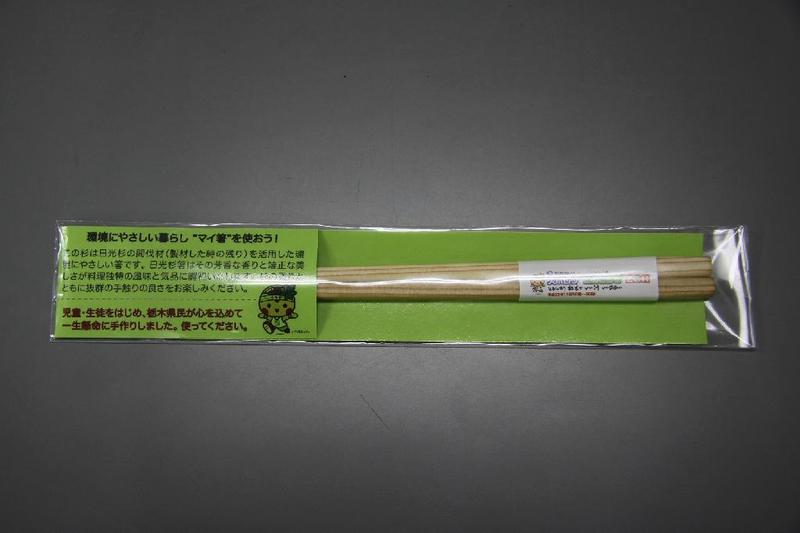 環境にやさしい暮らし “マイ箸”を使おう!
この杉は日光杉の間伐材(製材した時の残り)を活用した環
境にやさしい箸です。日光杉箸はその芳香な香りと端正な美
しさが料理独特の風味と気品に
ともに抜群の手触りの良さをお楽しみください。
児童・生徒をはじめ、栃木県民が心を込めて
一生懸命に手作りしました。使ってください。